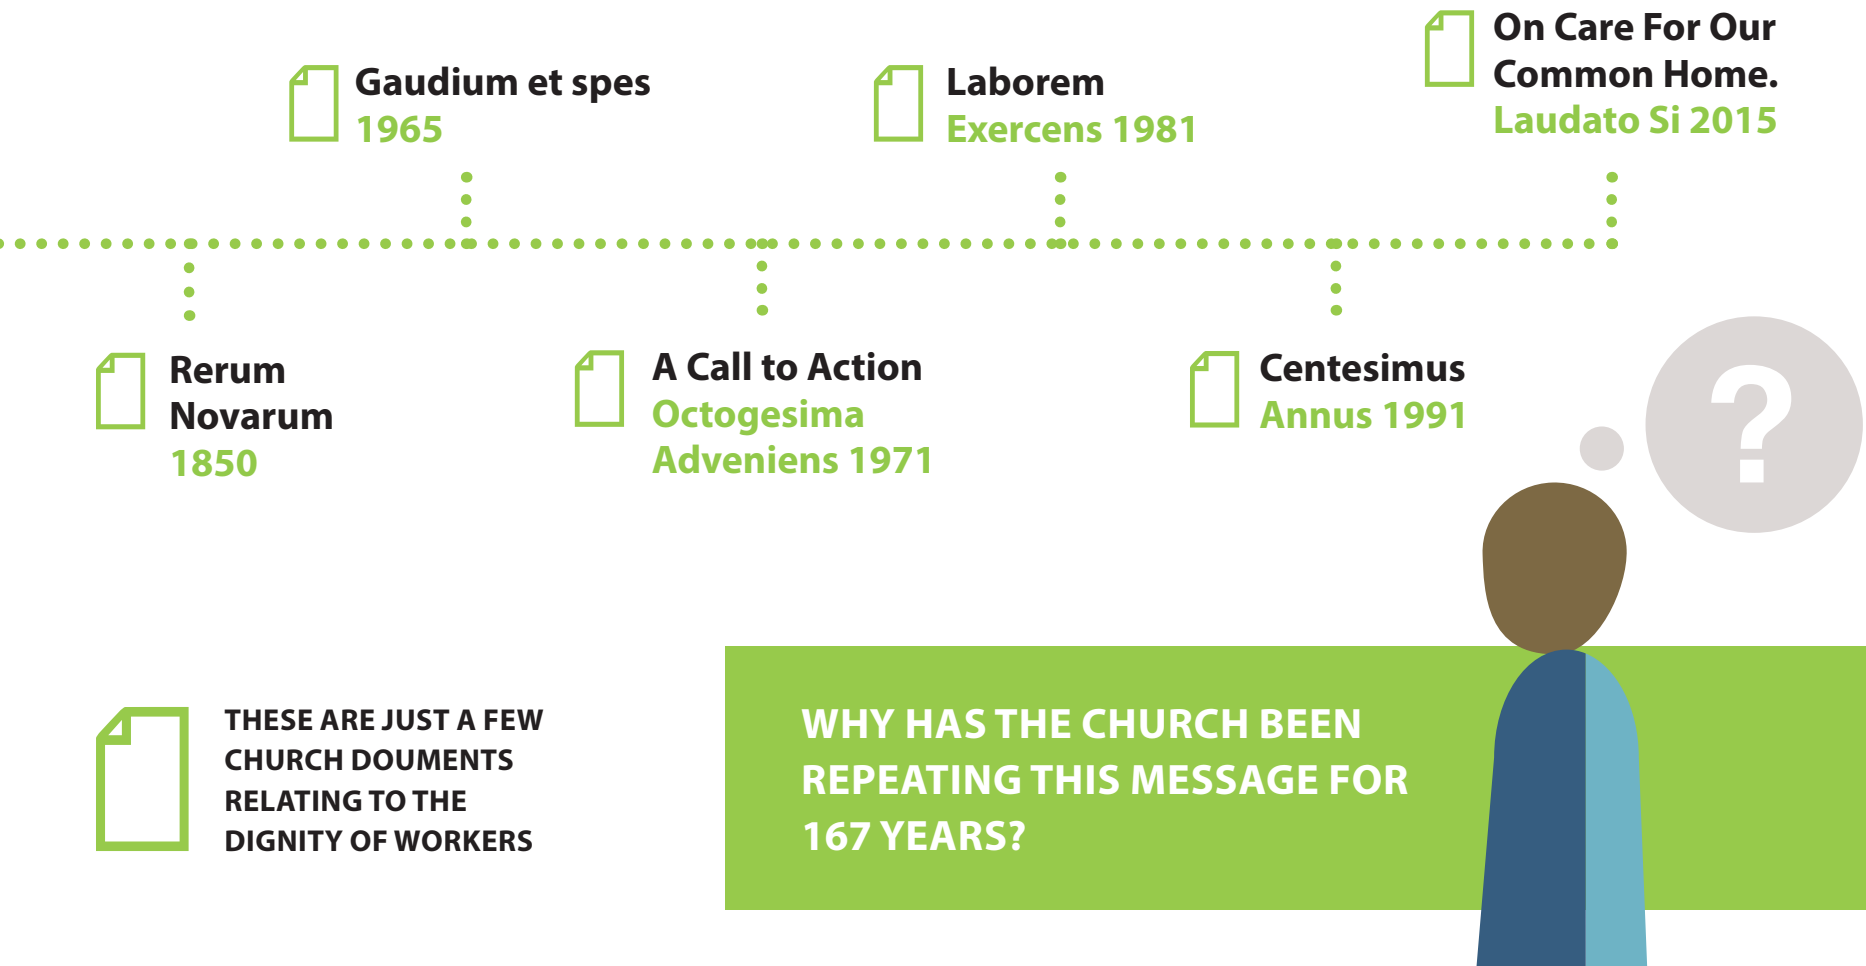 Gaudium et spes
1965
Laborem
Exercens 1981
On Care For Our
Common Home.
Laudato Si 2015
Rerum
Novarum
1850
A Call to Action
Octogesima
Adveniens 1971
Centesimus
Annus 1991
?
THESE ARE JUST A FEW
CHURCH DOUMENTS
RELATING TO THE
DIGNITY OF WORKERS
WHY HAS THE CHURCH BEEN
REPEATING THIS MESSAGE FOR
167 YEARS?